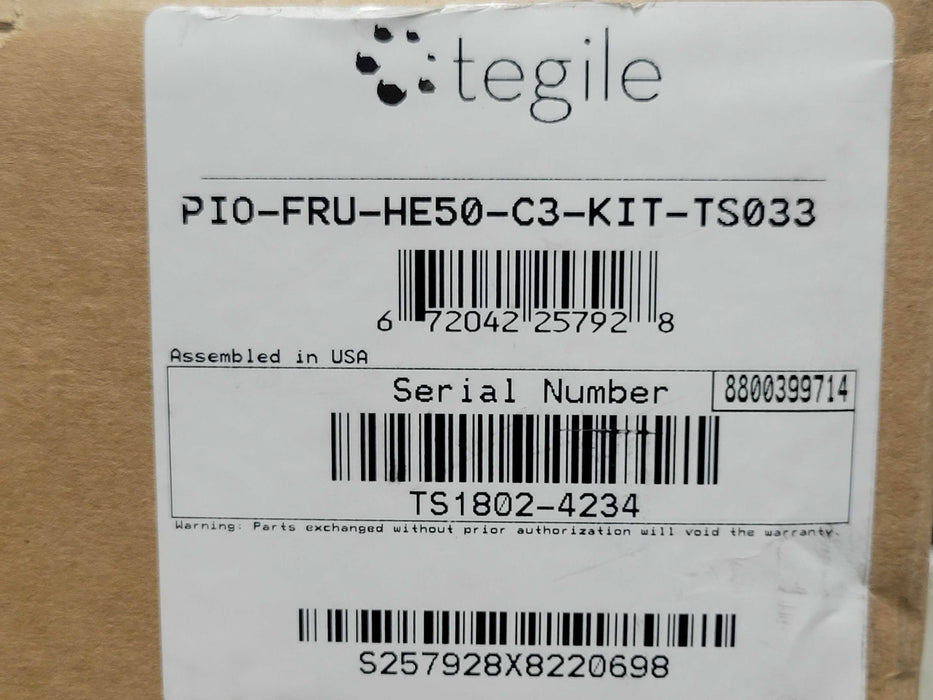 tegile
PIO-FRU-HE50-C3-KIT-TS033
6 72042 25792 8
Assembled in USA
Serial Number
8800399714
TS1802-4234
Warning: Parts exchanged without prior authorization will void the warranty.
S257928X8220698